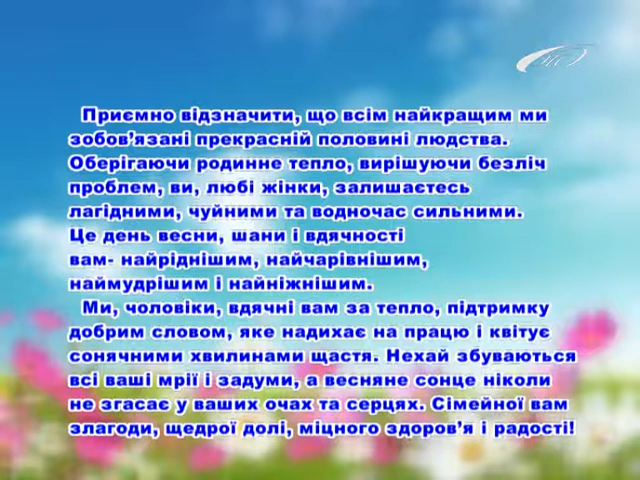 Приємно відзначити, що всім найкращим ми
зобов’язані прекрасній половині людства.
Оберігаючи родинне тепло, вирішуючи безліч
проблем, ви, любі жінки, залишаєтесь
лагідними, чуйними та водночас сильними.
Це день весни, шани і вдячності
вам- найріднішим, найчарівнішим,
наймудрішим і найніжнішим.
Ми, чоловіки, вдячні вам за тепло, підтримку
добрим словом, яке надихає на працю і квітує
сонячними хвилинами щастя. Нехай збуваються
всі ваші мрії і задуми, а весняне сонце ніколи
не згасає у ваших очах та серцях. Сімейної вам
злагоди, щедрої долі, міцного здоров’я і радості!